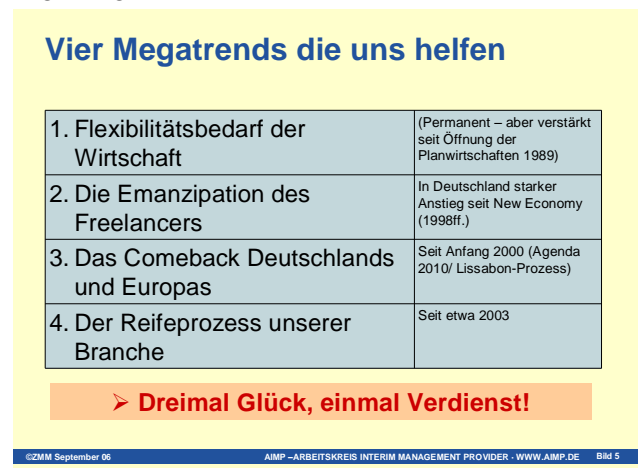 Vier Megatrends die uns helfen
1. Flexibilitätsbedarf der
Wirtschaft
(Permanent – aber verstärkt
seit Öffnung der
Planwirtschaften 1989)
2. Die Emanzipation des
Freelancers
In Deutschland starker
Anstieg seit New Economy
(1998ff.)
3. Das Comeback Deutschlands
und Europas
Seit Anfang 2000 (Agenda
2010/ Lissabon-Prozess)
4. Der Reifeprozess unserer
Branche
Seit etwa 2003
➢ Dreimal Glück, einmal Verdienst!
©ZMM September 06 AIMP –ARBEITSKREIS INTERIM MANAGEMENT PROVIDER - WWW.AIMP.DE Bild 5